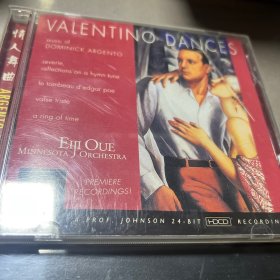 VALENTINO DANCES
music of
DOMINICK ARGENTO
reverie,
reflections on a hymn tune
le tombeau d'edgar poe
valse triste
a ring of time
EIJI OUE
MINNESOTA ORCHESTRA
PREMIERE
RECORDINGS!
A PROF. JOHNSON 24-BIT HDCD RECORDING
情人舞曲
ARGENTO